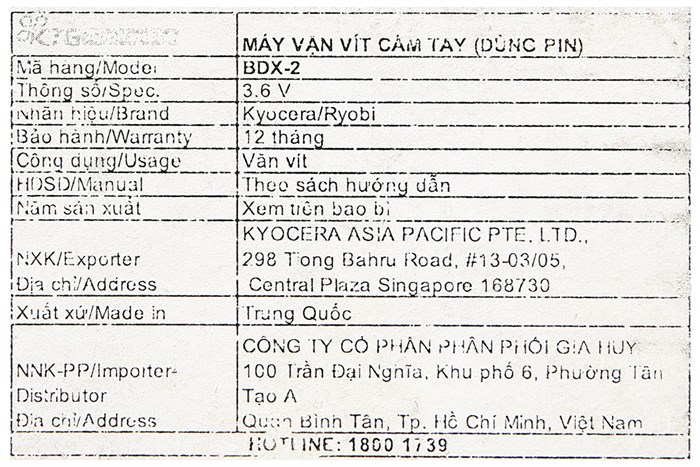 MÁY VẶN VÍT CẦM TAY (DÙNG PIN)
Mã hàng/Model BDX-2
Thông số/Spec. 3.6 V
Nhãn hiệu/Brand Kyocera/Ryobi
Bảo hành/Warranty 12 tháng
Công dụng/Usage Vặn vít
HDSD/Manual Theo sách hướng dẫn
Năm sản xuất Xem trên bao bì
NXK/Exporter
Địa chỉ/Address
KYOCERA ASIA PACIFIC PTE. LTD.,
298 Tiong Bahru Road, #13-03/05,
Central Plaza Singapore 168730
Xuất xứ/Made in Trung Quốc
NNK-PP/Importer-
Distributor
Địa chỉ/Address
CÔNG TY CỔ PHẦN PHÂN PHỐI GIA HUY
100 Trần Đại Nghĩa, Khu phố 6, Phường Tân
Tạo A
Quận Bình Tân, Tp. Hồ Chí Minh, Việt Nam
HOTLINE: 1800 1739